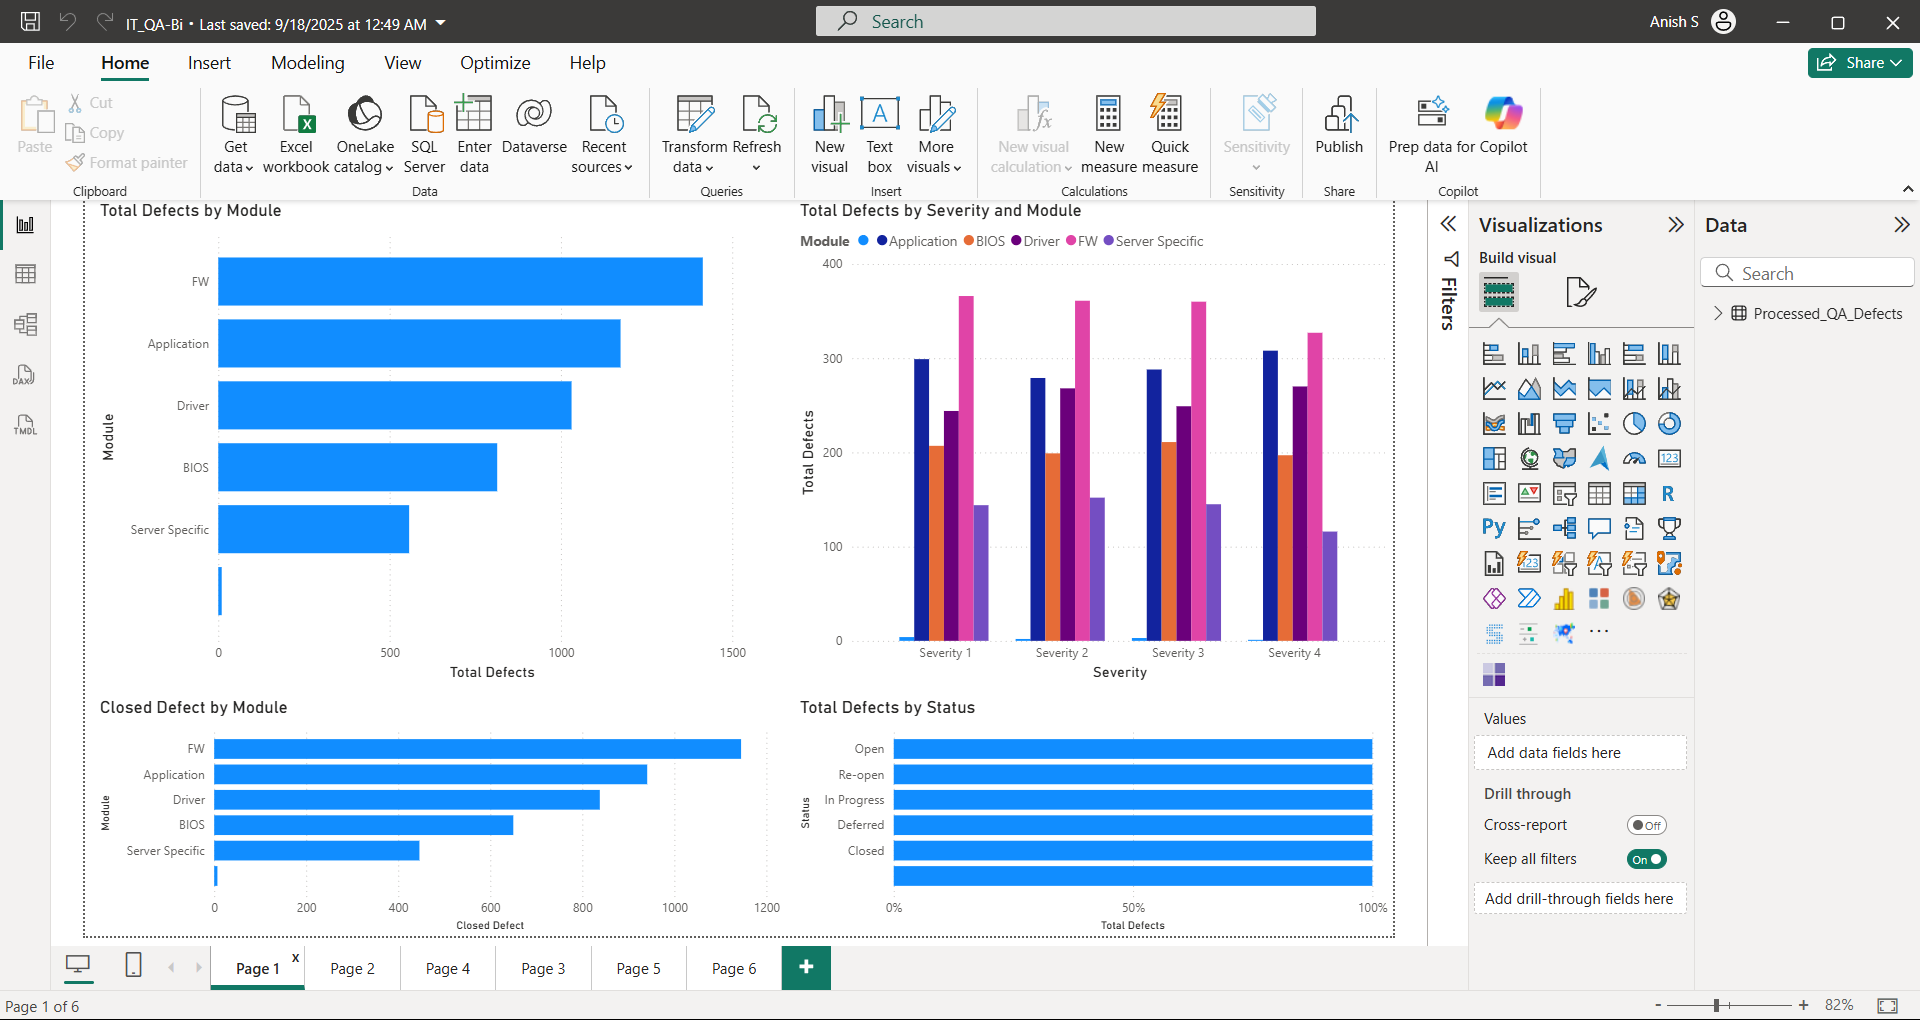 IT_QA-Bi • Last saved: 9/18/2025 at 12:49 AM
Search
Anish S
File
Home
Insert
Modeling
View
Optimize
Help
Share
Paste
Cut
Copy
Format painter
Clipboard
Get data
Excel workbook
OneLake catalog
SQL Server
Enter data
Dataverse
Recent sources
Data
Transform data
Refresh
Queries
New visual
Text box
More visuals
Insert
New visual calculation
New measure
Quick measure
Calculations
Sensitivity
Sensitivity
Publish
Share
Prep data for AI
Copilot
Copilot
DAX
TMDL
Total Defects by Module
Module
FW
Application
Driver
BIOS
Server Specific
0
500
1000
1500
Total Defects
Total Defects by Severity and Module
Module
Application
BIOS
Driver
FW
Server Specific
Total Defects
400
300
200
100
0
Severity 1
Severity 2
Severity 3
Severity 4
Severity
Closed Defect by Module
Module
FW
Application
Driver
BIOS
Server Specific
0
200
400
600
800
1000
1200
Closed Defect
Total Defects by Status
Status
Open
Re-open
In Progress
Deferred
Closed
0%
50%
100%
Total Defects
Filters
Visualizations
Build visual
123
R
Py
123
Values
Add data fields here
Drill through
Cross-report
Off
Keep all filters
On
Add drill-through fields here
Data
Search
Processed_QA_Defects
Page 1
x
Page 2
Page 4
Page 3
Page 5
Page 6
+
Page 1 of 6
-
+
82%